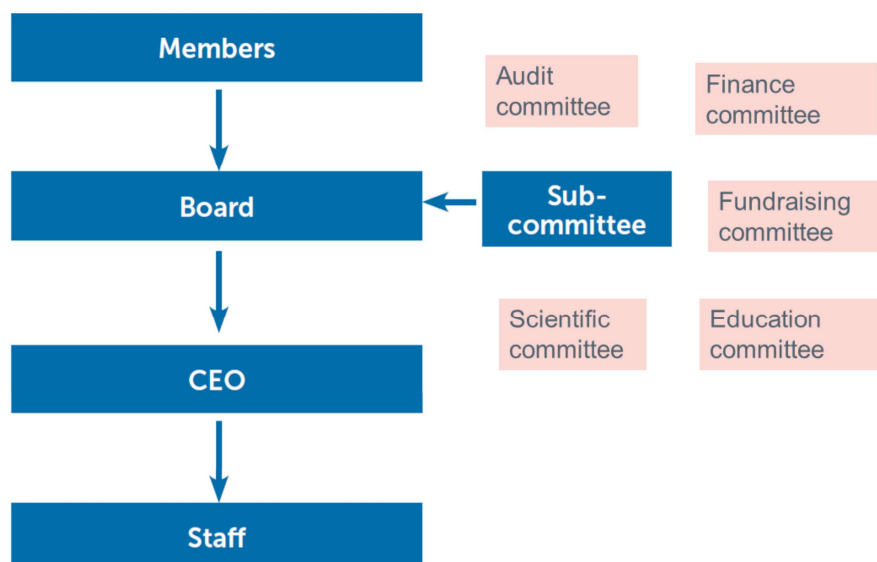 Members
Audit
committee
Finance
committee
Board
Sub-
committee
Fundraising
committee
Scientific
committee
Education
committee
CEO
Staff